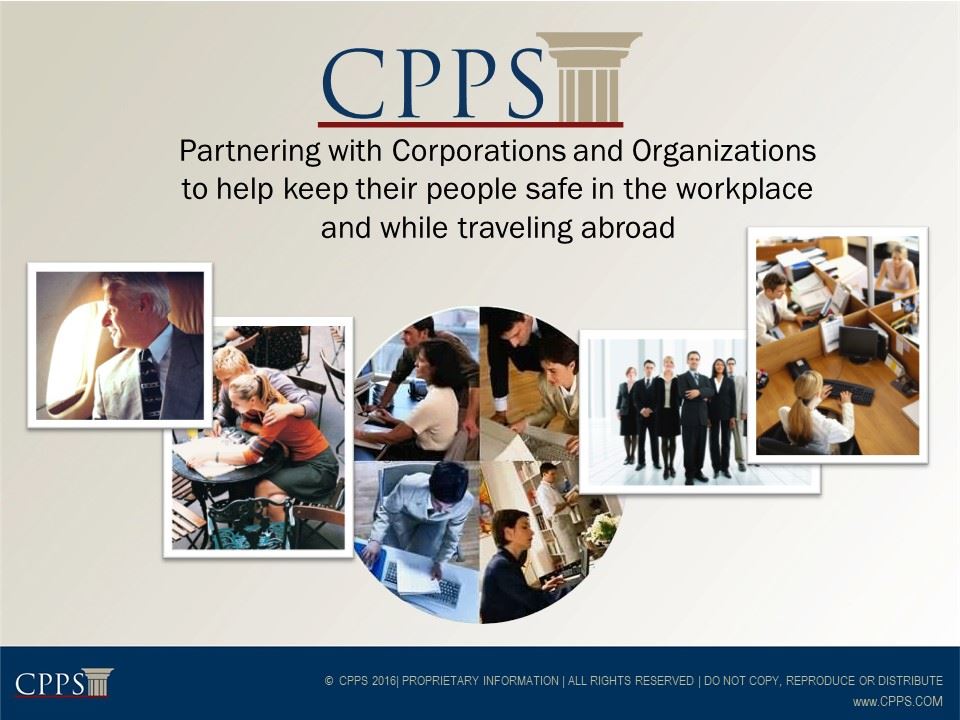 CPPS
Partnering with Corporations and Organizations
to help keep their people safe in the workplace
and while traveling abroad
CPPS
© CPPS 2016| PROPRIETARY INFORMATION | ALL RIGHTS RESERVED | DO NOT COPY, REPRODUCE OR DISTRIBUTE
www.CPPS.COM